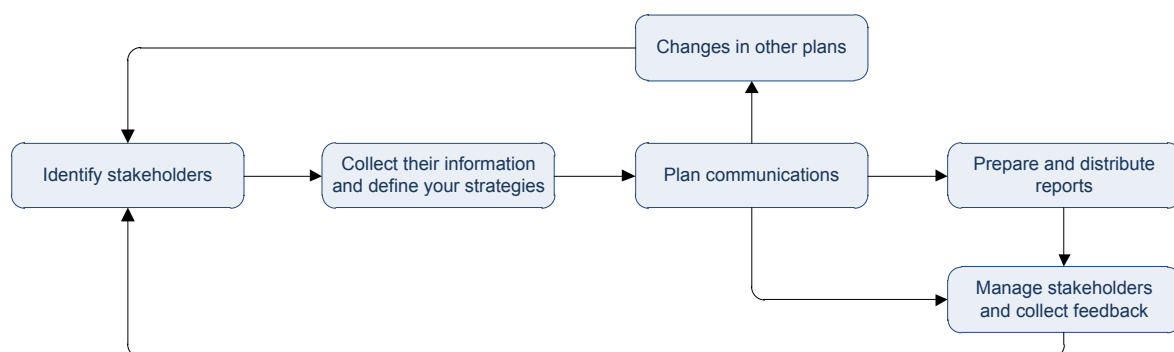 Changes in other plans
Identify stakeholders
Collect their information
and define your strategies
Plan communications
Prepare and distribute
reports
Manage stakeholders
and collect feedback